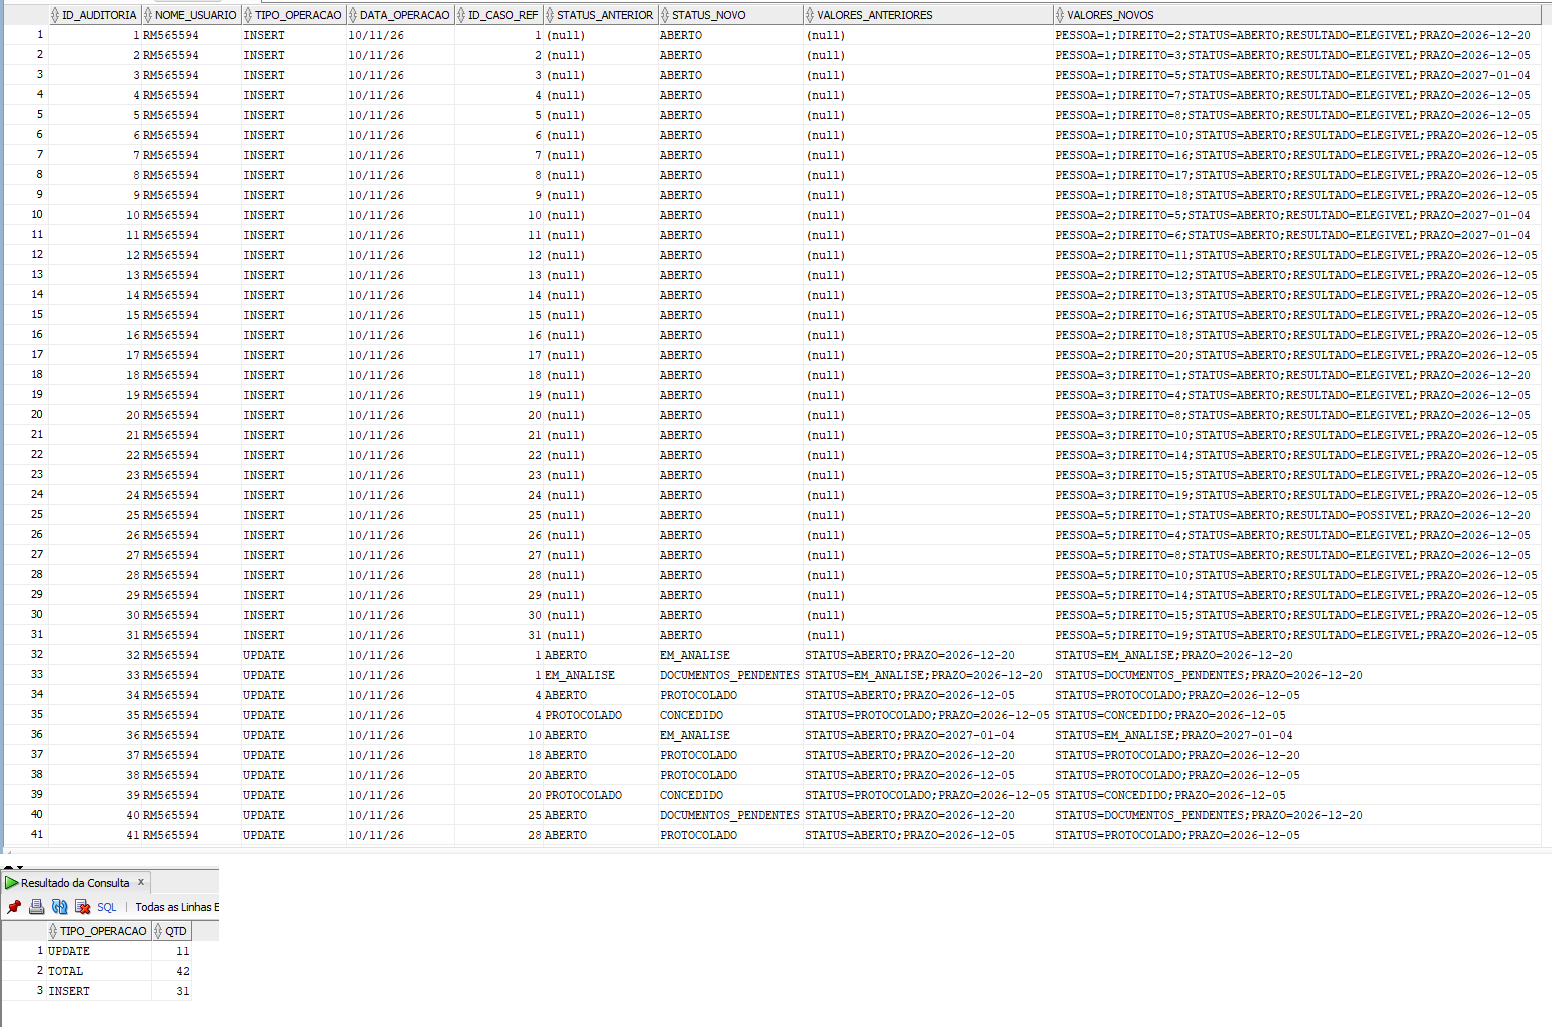 ID_AUDITORIA NOME_USUARIO TIPO_OPERACAO DATA_OPERACAO ID_CASO_REF STATUS_ANTERIOR STATUS_NOVO VALORES_ANTERIORES VALORES_NOVOS
1 1 RM565594 INSERT 10/11/26 1 (null) ABERTO (null) PESSOA=1;DIREITO=2;STATUS=ABERTO;RESULTADO=ELEGIVEL;PRAZO=2026-12-20
2 2 RM565594 INSERT 10/11/26 2 (null) ABERTO (null) PESSOA=1;DIREITO=3;STATUS=ABERTO;RESULTADO=ELEGIVEL;PRAZO=2026-12-05
3 3 RM565594 INSERT 10/11/26 3 (null) ABERTO (null) PESSOA=1;DIREITO=5;STATUS=ABERTO;RESULTADO=ELEGIVEL;PRAZO=2027-01-04
4 4 RM565594 INSERT 10/11/26 4 (null) ABERTO (null) PESSOA=1;DIREITO=7;STATUS=ABERTO;RESULTADO=ELEGIVEL;PRAZO=2026-12-05
5 5 RM565594 INSERT 10/11/26 5 (null) ABERTO (null) PESSOA=1;DIREITO=8;STATUS=ABERTO;RESULTADO=ELEGIVEL;PRAZO=2026-12-05
6 6 RM565594 INSERT 10/11/26 6 (null) ABERTO (null) PESSOA=1;DIREITO=10;STATUS=ABERTO;RESULTADO=ELEGIVEL;PRAZO=2026-12-05
7 7 RM565594 INSERT 10/11/26 7 (null) ABERTO (null) PESSOA=1;DIREITO=16;STATUS=ABERTO;RESULTADO=ELEGIVEL;PRAZO=2026-12-05
8 8 RM565594 INSERT 10/11/26 8 (null) ABERTO (null) PESSOA=1;DIREITO=17;STATUS=ABERTO;RESULTADO=ELEGIVEL;PRAZO=2026-12-05
9 9 RM565594 INSERT 10/11/26 9 (null) ABERTO (null) PESSOA=1;DIREITO=18;STATUS=ABERTO;RESULTADO=ELEGIVEL;PRAZO=2026-12-05
10 10 RM565594 INSERT 10/11/26 10 (null) ABERTO (null) PESSOA=2;DIREITO=5;STATUS=ABERTO;RESULTADO=ELEGIVEL;PRAZO=2027-01-04
11 11 RM565594 INSERT 10/11/26 11 (null) ABERTO (null) PESSOA=2;DIREITO=6;STATUS=ABERTO;RESULTADO=ELEGIVEL;PRAZO=2027-01-04
12 12 RM565594 INSERT 10/11/26 12 (null) ABERTO (null) PESSOA=2;DIREITO=11;STATUS=ABERTO;RESULTADO=ELEGIVEL;PRAZO=2026-12-05
13 13 RM565594 INSERT 10/11/26 13 (null) ABERTO (null) PESSOA=2;DIREITO=12;STATUS=ABERTO;RESULTADO=ELEGIVEL;PRAZO=2026-12-05
14 14 RM565594 INSERT 10/11/26 14 (null) ABERTO (null) PESSOA=2;DIREITO=13;STATUS=ABERTO;RESULTADO=ELEGIVEL;PRAZO=2026-12-05
15 15 RM565594 INSERT 10/11/26 15 (null) ABERTO (null) PESSOA=2;DIREITO=16;STATUS=ABERTO;RESULTADO=ELEGIVEL;PRAZO=2026-12-05
16 16 RM565594 INSERT 10/11/26 16 (null) ABERTO (null) PESSOA=2;DIREITO=18;STATUS=ABERTO;RESULTADO=ELEGIVEL;PRAZO=2026-12-05
17 17 RM565594 INSERT 10/11/26 17 (null) ABERTO (null) PESSOA=2;DIREITO=20;STATUS=ABERTO;RESULTADO=ELEGIVEL;PRAZO=2026-12-05
18 18 RM565594 INSERT 10/11/26 18 (null) ABERTO (null) PESSOA=3;DIREITO=1;STATUS=ABERTO;RESULTADO=ELEGIVEL;PRAZO=2026-12-20
19 19 RM565594 INSERT 10/11/26 19 (null) ABERTO (null) PESSOA=3;DIREITO=4;STATUS=ABERTO;RESULTADO=ELEGIVEL;PRAZO=2026-12-05
20 20 RM565594 INSERT 10/11/26 20 (null) ABERTO (null) PESSOA=3;DIREITO=8;STATUS=ABERTO;RESULTADO=ELEGIVEL;PRAZO=2026-12-05
21 21 RM565594 INSERT 10/11/26 21 (null) ABERTO (null) PESSOA=3;DIREITO=10;STATUS=ABERTO;RESULTADO=ELEGIVEL;PRAZO=2026-12-05
22 22 RM565594 INSERT 10/11/26 22 (null) ABERTO (null) PESSOA=3;DIREITO=14;STATUS=ABERTO;RESULTADO=ELEGIVEL;PRAZO=2026-12-05
23 23 RM565594 INSERT 10/11/26 23 (null) ABERTO (null) PESSOA=3;DIREITO=15;STATUS=ABERTO;RESULTADO=ELEGIVEL;PRAZO=2026-12-05
24 24 RM565594 INSERT 10/11/26 24 (null) ABERTO (null) PESSOA=3;DIREITO=19;STATUS=ABERTO;RESULTADO=ELEGIVEL;PRAZO=2026-12-05
25 25 RM565594 INSERT 10/11/26 25 (null) ABERTO (null) PESSOA=5;DIREITO=1;STATUS=ABERTO;RESULTADO=POSSIVEL;PRAZO=2026-12-20
26 26 RM565594 INSERT 10/11/26 26 (null) ABERTO (null) PESSOA=5;DIREITO=4;STATUS=ABERTO;RESULTADO=ELEGIVEL;PRAZO=2026-12-05
27 27 RM565594 INSERT 10/11/26 27 (null) ABERTO (null) PESSOA=5;DIREITO=8;STATUS=ABERTO;RESULTADO=ELEGIVEL;PRAZO=2026-12-05
28 28 RM565594 INSERT 10/11/26 28 (null) ABERTO (null) PESSOA=5;DIREITO=10;STATUS=ABERTO;RESULTADO=ELEGIVEL;PRAZO=2026-12-05
29 29 RM565594 INSERT 10/11/26 29 (null) ABERTO (null) PESSOA=5;DIREITO=14;STATUS=ABERTO;RESULTADO=ELEGIVEL;PRAZO=2026-12-05
30 30 RM565594 INSERT 10/11/26 30 (null) ABERTO (null) PESSOA=5;DIREITO=15;STATUS=ABERTO;RESULTADO=ELEGIVEL;PRAZO=2026-12-05
31 31 RM565594 INSERT 10/11/26 31 (null) ABERTO (null) PESSOA=5;DIREITO=19;STATUS=ABERTO;RESULTADO=ELEGIVEL;PRAZO=2026-12-05
32 32 RM565594 UPDATE 10/11/26 1 ABERTO EM_ANALISE STATUS=ABERTO;PRAZO=2026-12-20 STATUS=EM_ANALISE;PRAZO=2026-12-20
33 33 RM565594 UPDATE 10/11/26 1 EM_ANALISE DOCUMENTOS_PENDENTES STATUS=EM_ANALISE;PRAZO=2026-12-20 STATUS=DOCUMENTOS_PENDENTES;PRAZO=2026-12-20
34 34 RM565594 UPDATE 10/11/26 4 ABERTO PROTOCOLADO STATUS=ABERTO;PRAZO=2026-12-05 STATUS=PROTOCOLADO;PRAZO=2026-12-05
35 35 RM565594 UPDATE 10/11/26 4 PROTOCOLADO CONCEDIDO STATUS=PROTOCOLADO;PRAZO=2026-12-05 STATUS=CONCEDIDO;PRAZO=2026-12-05
36 36 RM565594 UPDATE 10/11/26 10 ABERTO EM_ANALISE STATUS=ABERTO;PRAZO=2027-01-04 STATUS=EM_ANALISE;PRAZO=2027-01-04
37 37 RM565594 UPDATE 10/11/26 18 ABERTO PROTOCOLADO STATUS=ABERTO;PRAZO=2026-12-20 STATUS=PROTOCOLADO;PRAZO=2026-12-20
38 38 RM565594 UPDATE 10/11/26 20 ABERTO PROTOCOLADO STATUS=ABERTO;PRAZO=2026-12-05 STATUS=PROTOCOLADO;PRAZO=2026-12-05
39 39 RM565594 UPDATE 10/11/26 20 PROTOCOLADO CONCEDIDO STATUS=PROTOCOLADO;PRAZO=2026-12-05 STATUS=CONCEDIDO;PRAZO=2026-12-05
40 40 RM565594 UPDATE 10/11/26 25 ABERTO DOCUMENTOS_PENDENTES STATUS=ABERTO;PRAZO=2026-12-20 STATUS=DOCUMENTOS_PENDENTES;PRAZO=2026-12-20
41 41 RM565594 UPDATE 10/11/26 28 ABERTO PROTOCOLADO STATUS=ABERTO;PRAZO=2026-12-05 STATUS=PROTOCOLADO;PRAZO=2026-12-05
Resultado da Consulta x
SQL | Todas as Linhas E
TIPO_OPERACAO QTD
1 UPDATE 11
2 TOTAL 42
3 INSERT 31